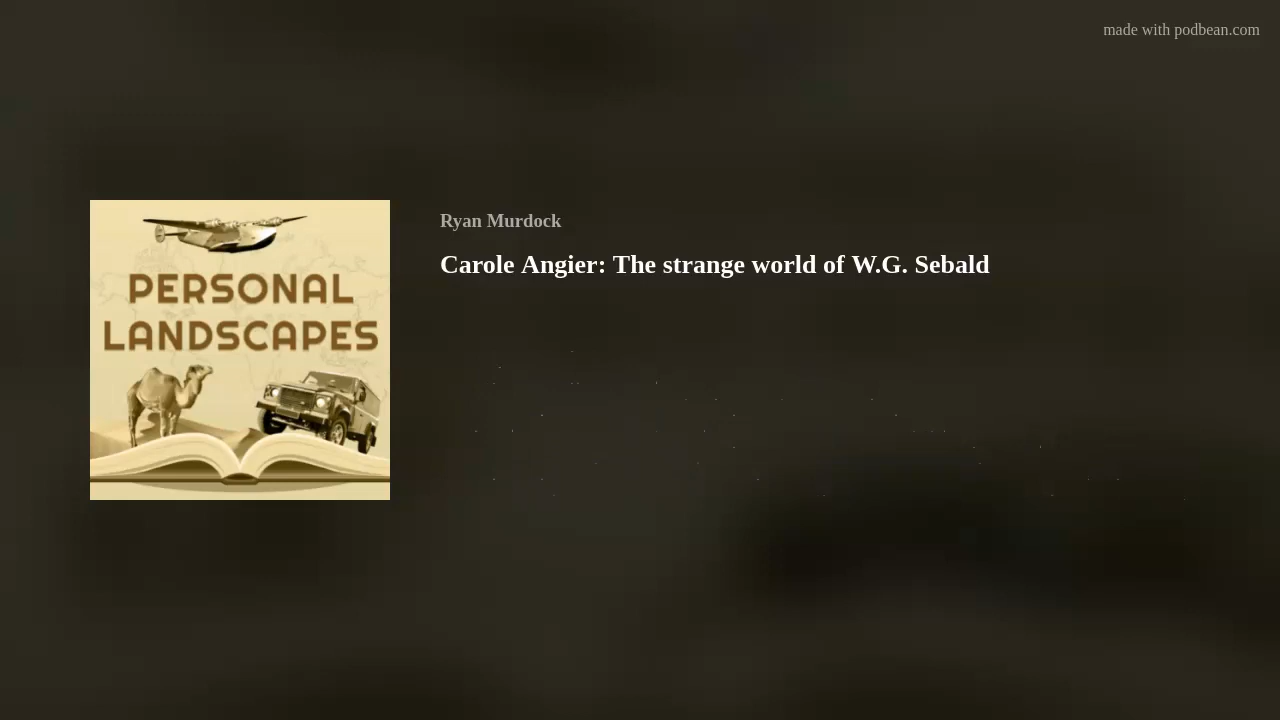 made with podbean.com
Ryan Murdock
Carole Angier: The strange world of W.G. Sebald
PERSONAL
LANDSCAPES